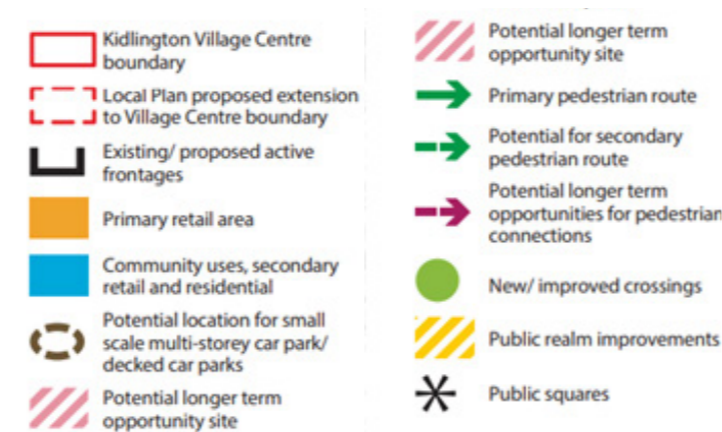 Kidlington Village Centre
boundary
Local Plan proposed extension
to Village Centre boundary
Existing/ proposed active
frontages
Primary retail area
Community uses, secondary
retail and residential
Potential location for small
scale multi-storey car park/
decked car parks
Potential longer term
opportunity site
Potential longer term
opportunity site
Primary pedestrian route
Potential for secondary
pedestrian route
Potential longer term
opportunities for pedestrian
connections
New/ improved crossings
Public realm improvements
Public squares